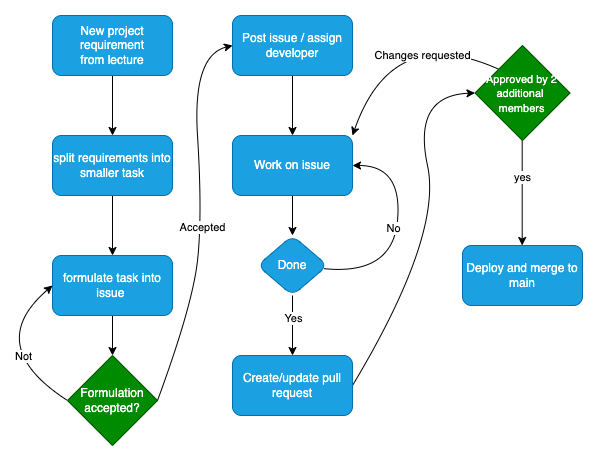 New project
requirement
from lecture
split requirements into
smaller task
formulate task into
issue
Not
Formulation
accepted?
Accepted
Post issue / assign
developer
Work on issue
No
Done
Yes
Create/update pull
request
Changes requested
Approved by 2
additional
members
yes
Deploy and merge to
main